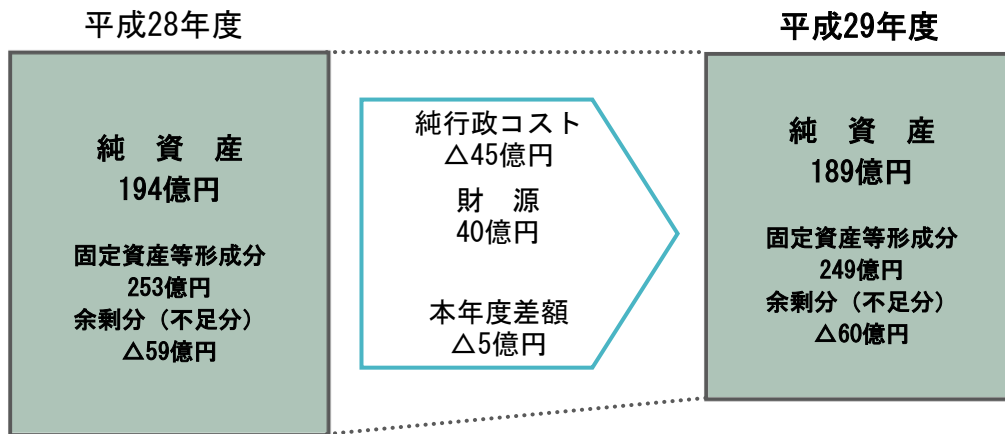 平成28年度
純　資　産
194億円
固定資産等形成分
253億円
余剰分（不足分）
△59億円
純行政コスト
△45億円
財　源
40億円
本年度差額
△5億円
平成29年度
純　資　産
189億円
固定資産等形成分
249億円
余剰分（不足分）
△60億円